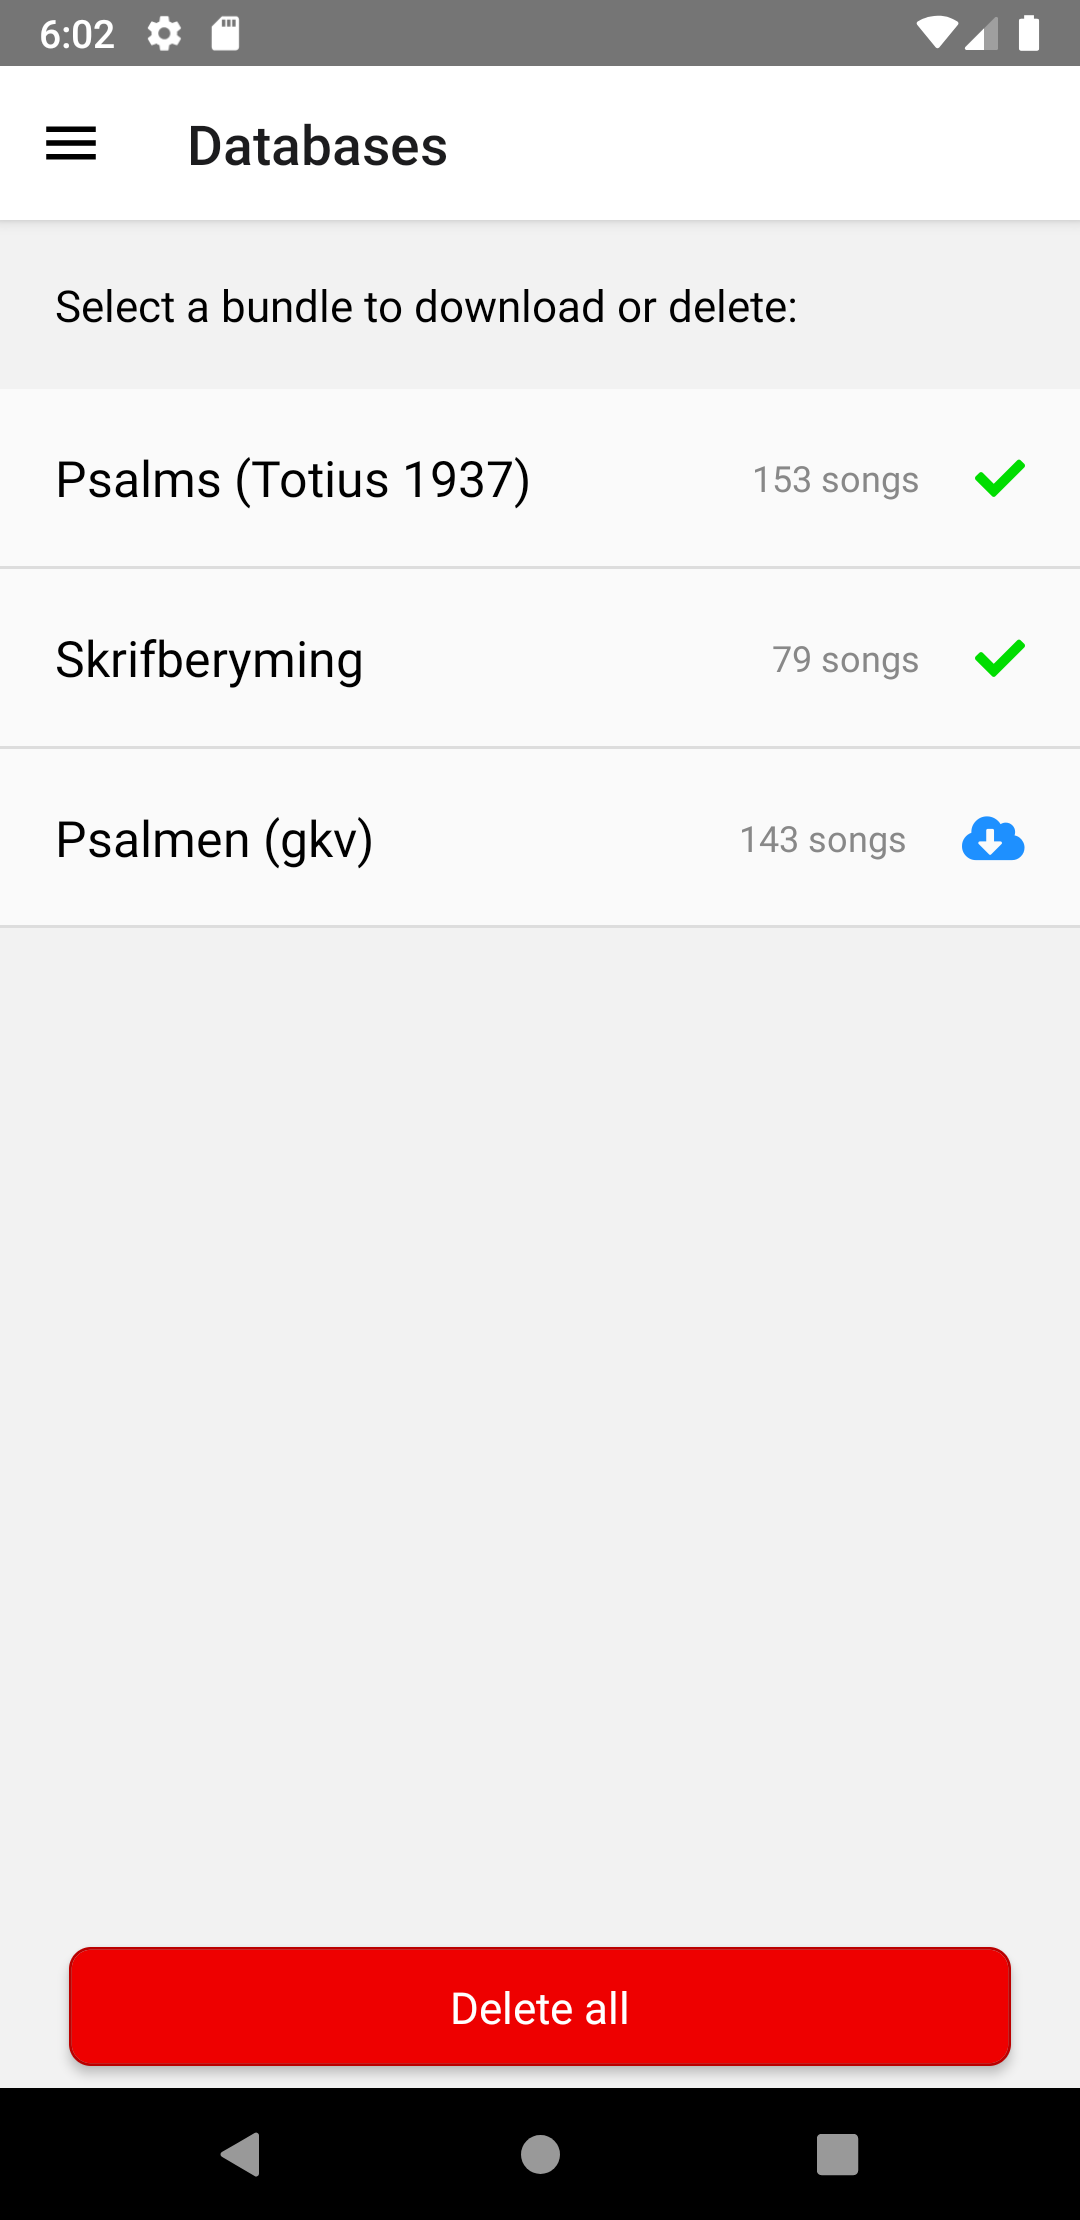 6:02
Databases
Select a bundle to download or delete:
Psalms (Totius 1937) 153 songs
Skrifberyming 79 songs
Psalmen (gkv) 143 songs
Delete all